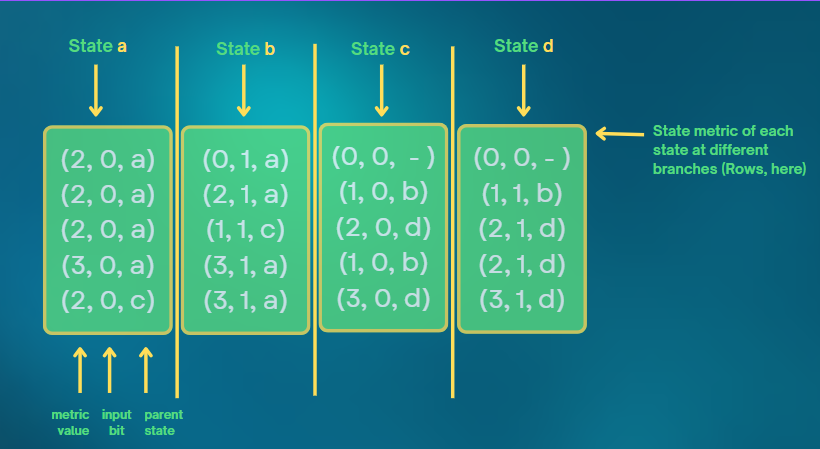 State a
State b
State c
State d
State metric of each
state at different
branches (Rows, here)
(2, 0, a)
(2, 0, a)
(2, 0, a)
(3, 0, a)
(2, 0, c)
(0, 1, a)
(2, 1, a)
(1, 1, c)
(3, 1, a)
(3, 1, a)
(0, 0, - )
(1, 0, b)
(2, 0, d)
(1, 0, b)
(3, 0, d)
(0, 0, - )
(1, 1, b)
(2, 1, d)
(2, 1, d)
(3, 1, d)
metric
value
input
bit
parent
state